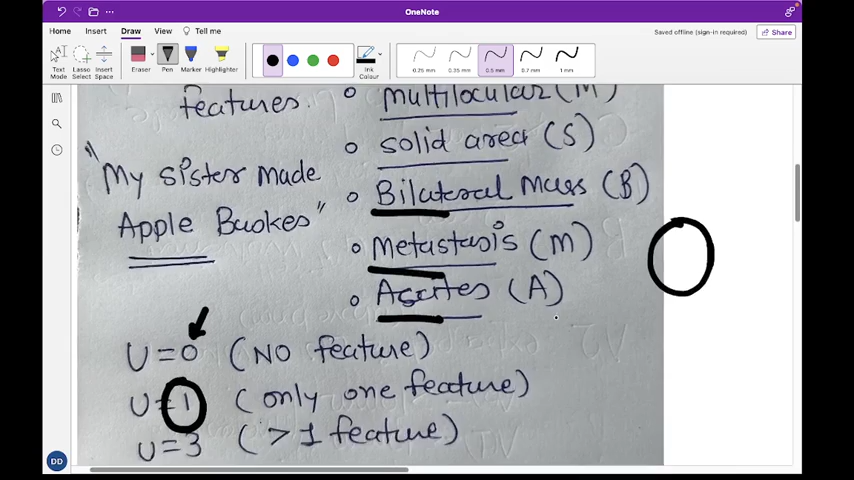 OneNote
Home Insert Draw View Tell me
Saved offline (sign-in required) Share
Text Mode
Lasso Select
Insert Space
Eraser
Pen
Marker
Highlighter
Ink Colour
0.25 mm
0.35 mm
0.5 mm
0.7 mm
1 mm
features
multilocular (M)
solid area (S)
Bilateral Mass (B)
Metastasis (M)
Ascites (A)
"My sister made
Apple Baokes"
U=0 (NO feature)
U=1 (only one feature)
U=3 (>1 feature)
DD